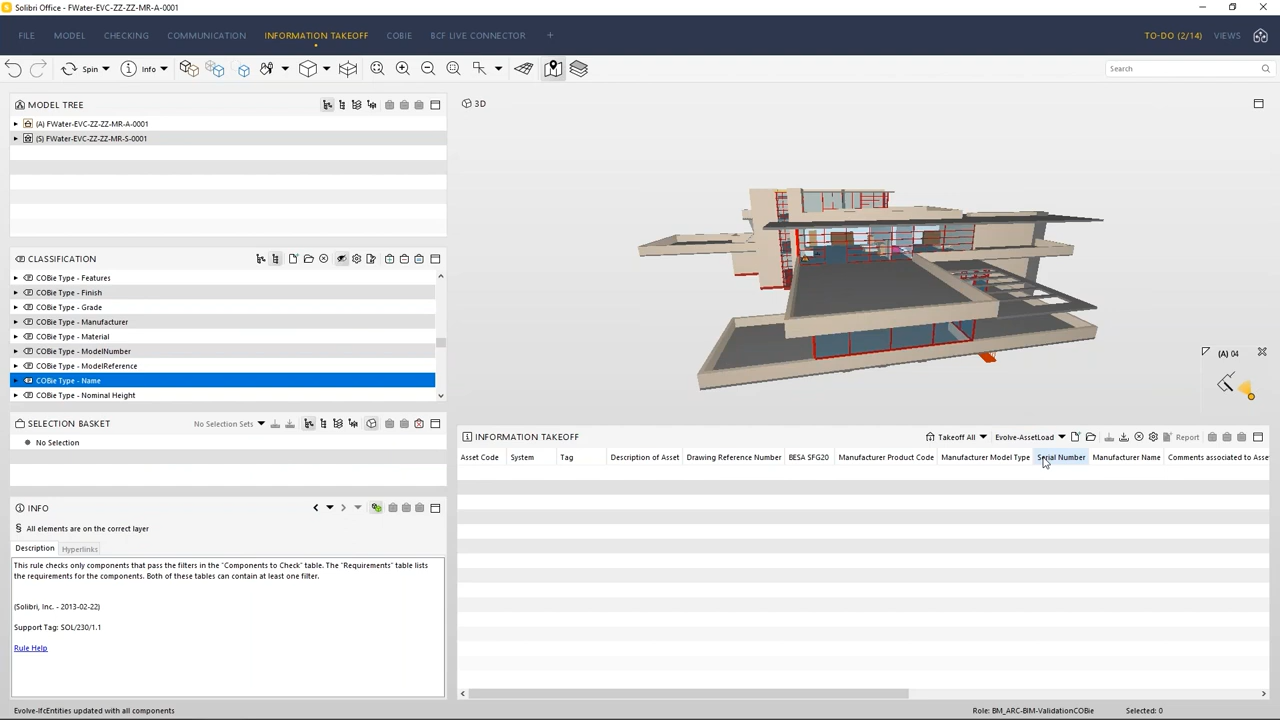 Solibri Office - FWater-EVC-ZZ-ZZ-MR-A-0001
FILE MODEL CHECKING COMMUNICATION INFORMATION TAKEOFF COBIE BCF LIVE CONNECTOR + TO-DO (2/14) VIEWS
Spin Info Search
MODEL TREE
(A) FWater-EVC-ZZ-ZZ-MR-A-0001
(S) FWater-EVC-ZZ-ZZ-MR-S-0001
3D
CLASSIFICATION
COBie Type - Features
COBie Type - Finish
COBie Type - Grade
COBie Type - Manufacturer
COBie Type - Material
COBie Type - ModelNumber
COBie Type - ModelReference
COBie Type - Name
COBie Type - Nominal Height
(A) 04
SELECTION BASKET No Selection Sets
No Selection
INFO
All elements are on the correct layer
Description Hyperlinks
This rule checks only components that pass the filters in the "Components to Check" table. The "Requirements" table lists
the requirements for the components. Both of these tables can contain at least one filter.
(Solibri, Inc. - 2013-02-22)
Support Tag: SOL/230/1.1
Rule Help
INFORMATION TAKEOFF Takeoff All Evolve-AssetLoad Report
Asset Code System Tag Description of Asset Drawing Reference Number BESA SFG20 Manufacturer Product Code Manufacturer Model Type Serial Number Manufacturer Name Comments associated to Asse
Evolve-IfcEntities updated with all components Role: BM_ARC-BIM-ValidationCOBie Selected: 0